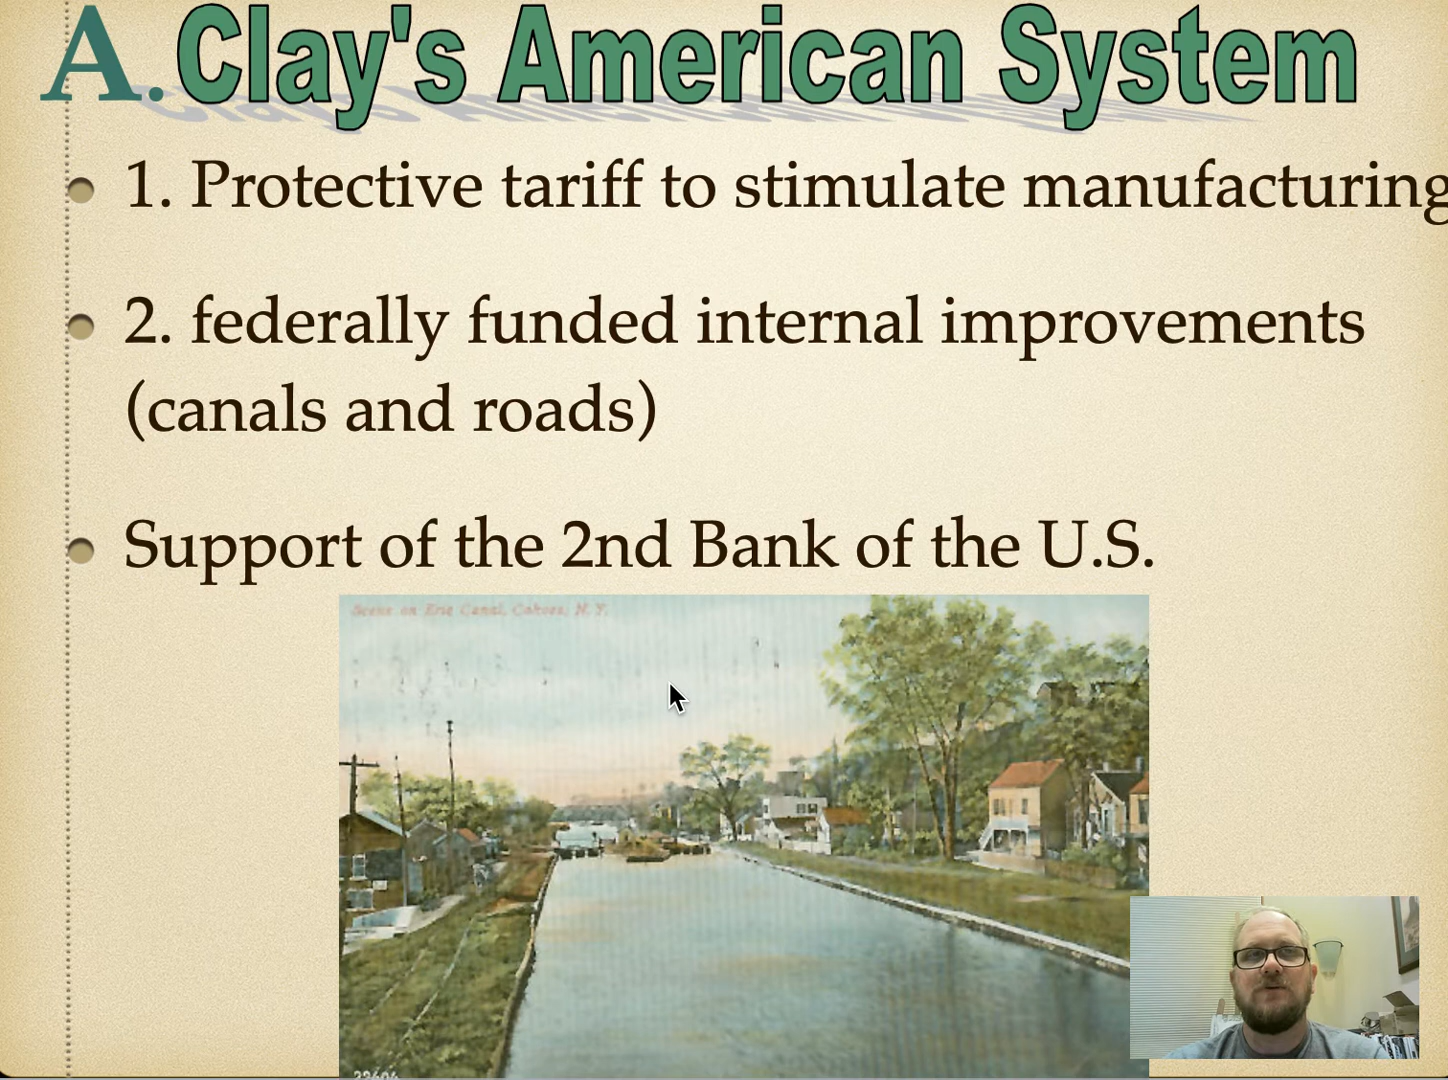 A. Clay's American System
1. Protective tariff to stimulate manufacturing
2. federally funded internal improvements
(canals and roads)
Support of the 2nd Bank of the U.S.
Scene on Erie Canal, Cohoes, N. Y.